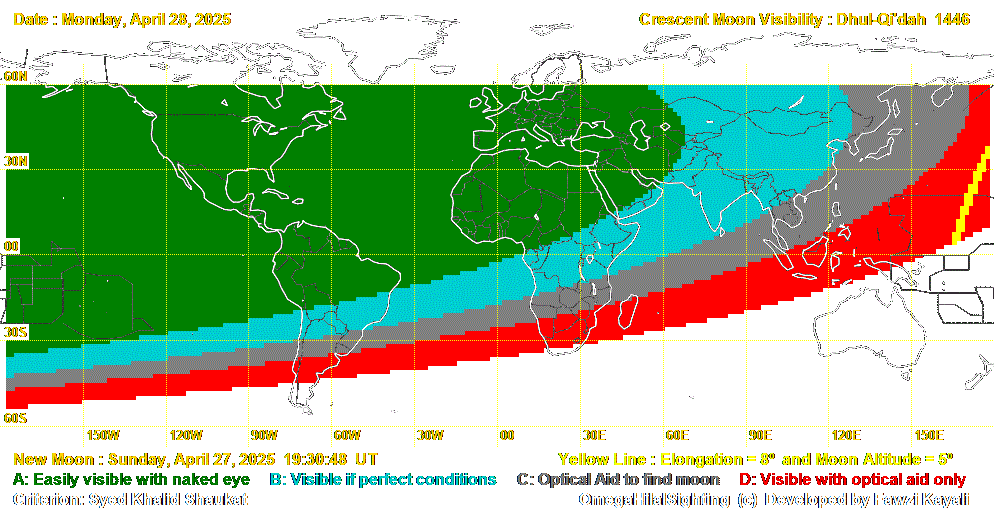 Date : Monday, April 28, 2025 Crescent Moon Visibility : Dhul-Qi'dah 1446
60N
30N
00
30S
60S
150W 120W 90W 60W 30W 00 30E 60E 90E 120E 150E
New Moon : Sunday, April 27, 2025 19:30:48 UT Yellow Line : Elongation = 8º and Moon Altitude = 5º
A: Easily visible with naked eye B: Visible if perfect conditions C: Optical Aid to find moon D: Visible with optical aid only
Criterion: Syed Khalid Shaukat OmegaHilalSighting (c) Developed by Fawzi Kayali